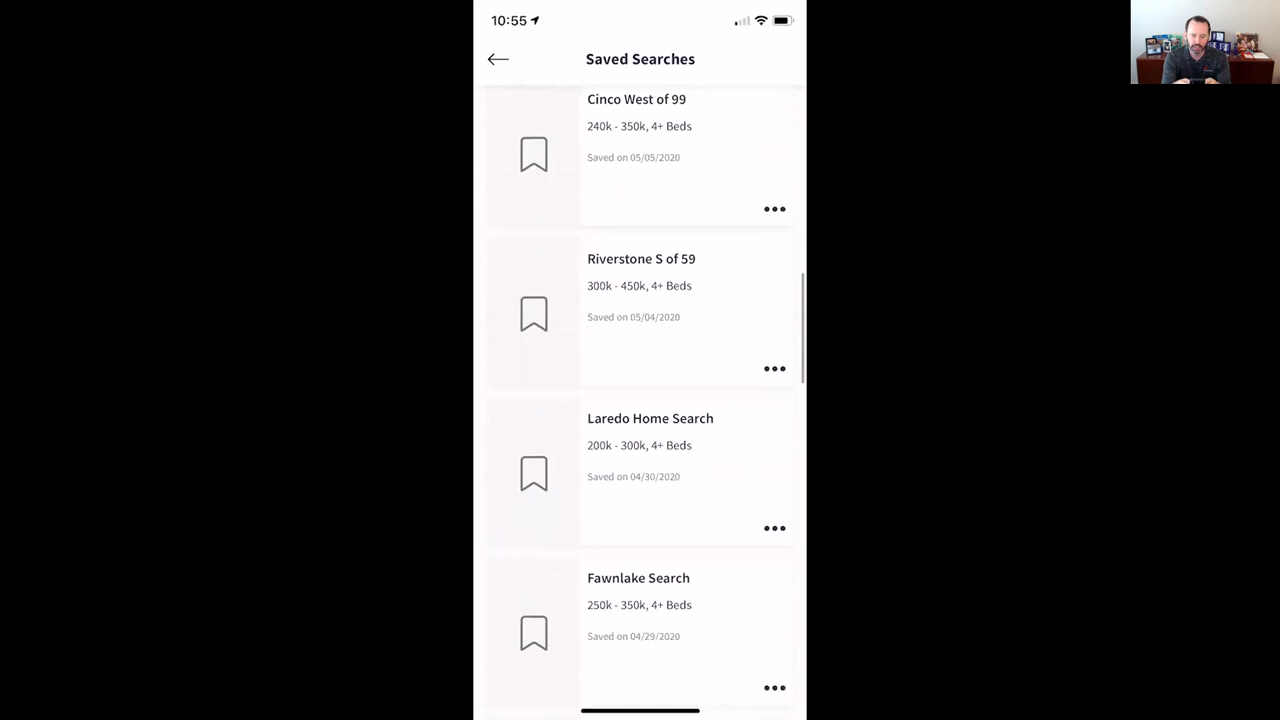 10:55
Saved Searches
Cinco West of 99
240k - 350k, 4+ Beds
Saved on 05/05/2020
Riverstone S of 59
300k - 450k, 4+ Beds
Saved on 05/04/2020
Laredo Home Search
200k - 300k, 4+ Beds
Saved on 04/30/2020
Fawnlake Search
250k - 350k, 4+ Beds
Saved on 04/29/2020